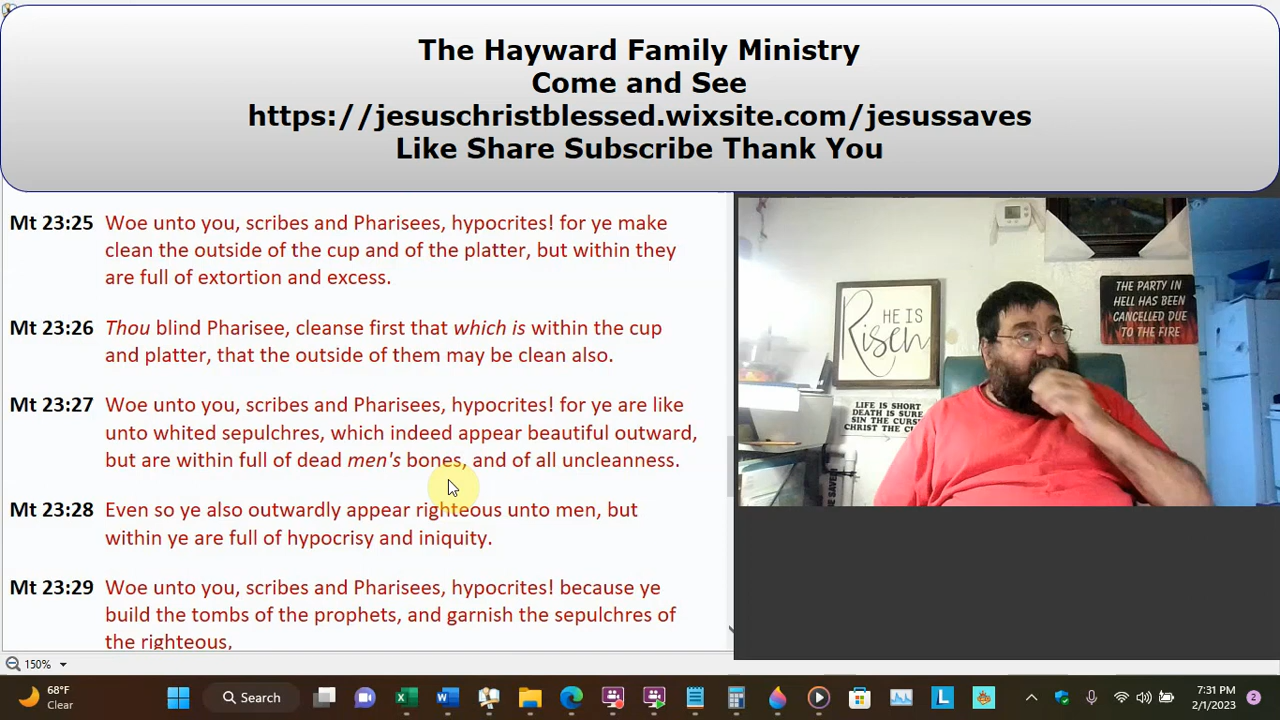 The Hayward Family Ministry
Come and See
https://jesuschristblessed.wixsite.com/jesussaves
Like Share Subscribe Thank You
Mt 23:25 Woe unto you, scribes and Pharisees, hypocrites! for ye make
clean the outside of the cup and of the platter, but within they
are full of extortion and excess.
Mt 23:26 Thou blind Pharisee, cleanse first that which is within the cup
and platter, that the outside of them may be clean also.
Mt 23:27 Woe unto you, scribes and Pharisees, hypocrites! for ye are like
unto whited sepulchres, which indeed appear beautiful outward,
but are within full of dead men's bones, and of all uncleanness.
Mt 23:28 Even so ye also outwardly appear righteous unto men, but
within ye are full of hypocrisy and iniquity.
Mt 23:29 Woe unto you, scribes and Pharisees, hypocrites! because ye
build the tombs of the prophets, and garnish the sepulchres of
the righteous,
HE IS
Risen
THE PARTY IN
HELL HAS BEEN
CANCELLED DUE
TO THE FIRE
LIFE IS SHORT
DEATH IS SURE
SIN THE CURS
CHRIST THE CU
150%
68°F
Clear
Search
7:31 PM
2/1/2023
2